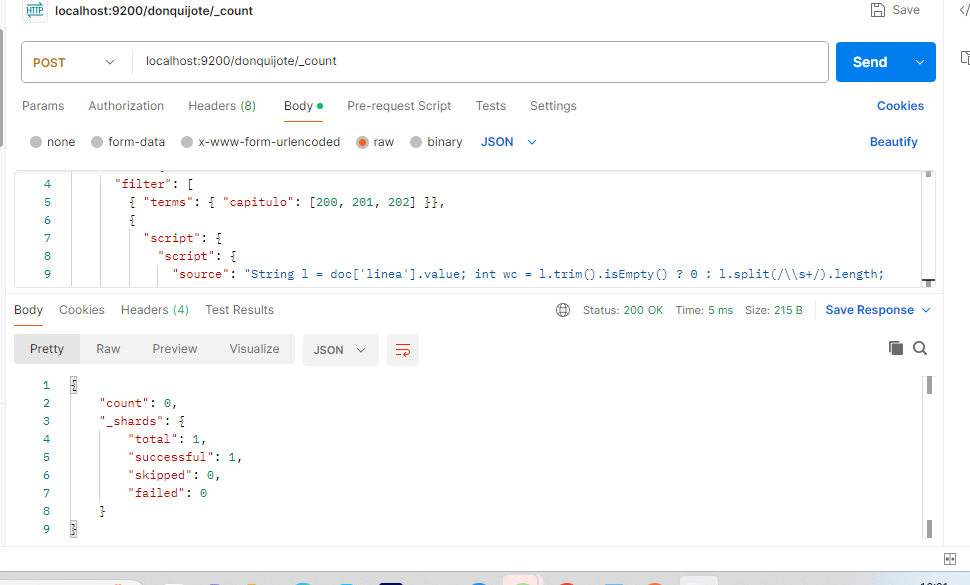 HTTP localhost:9200/donquijote/_count Save
POST localhost:9200/donquijote/_count Send
Params Authorization Headers (8) Body Pre-request Script Tests Settings Cookies
none form-data x-www-form-urlencoded raw binary JSON Beautify
4 "filter": [
5 { "terms": { "capitulo": [200, 201, 202] }},
6 {
7 "script": {
8 "script": {
9 "source": "String l = doc['linea'].value; int wc = l.trim().isEmpty() ? 0 : l.split(/\\s+/).length;
Body Cookies Headers (4) Test Results Status: 200 OK Time: 5 ms Size: 215 B Save Response
Pretty Raw Preview Visualize JSON
1 {
2 "count": 0,
3 "_shards": {
4 "total": 1,
5 "successful": 1,
6 "skipped": 0,
7 "failed": 0
8 }
9 }